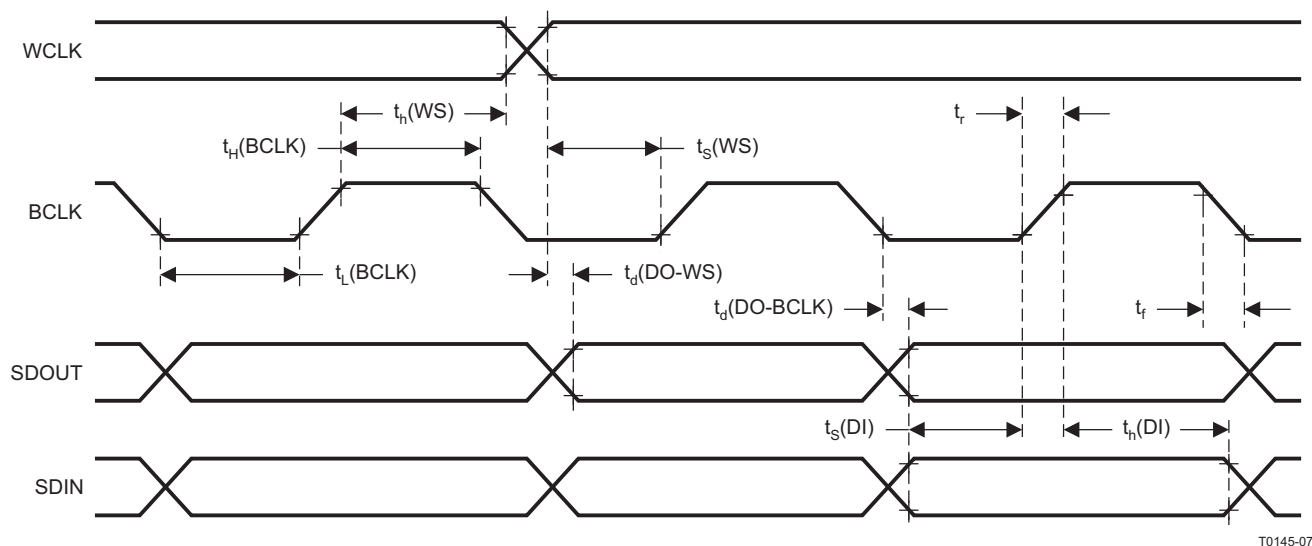 WCLK
t_h(WS)
t_r
t_H(BCLK)
t_S(WS)
BCLK
t_L(BCLK)
t_d(DO-WS)
t_d(DO-BCLK)
t_f
SDOUT
t_S(DI)
t_h(DI)
SDIN
T0145-07